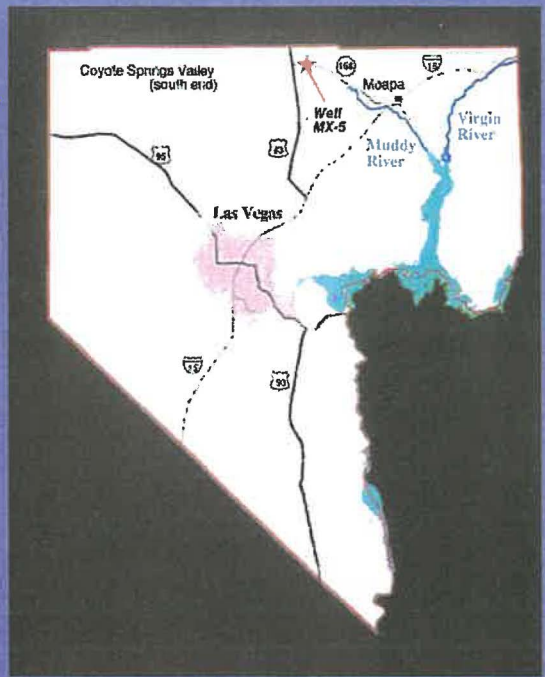 Coyote Springs Valley
(south end)
168
15
Moapa
Well
MX-5
Virgin
River
Muddy
River
95
93
Las Vegas
15
93